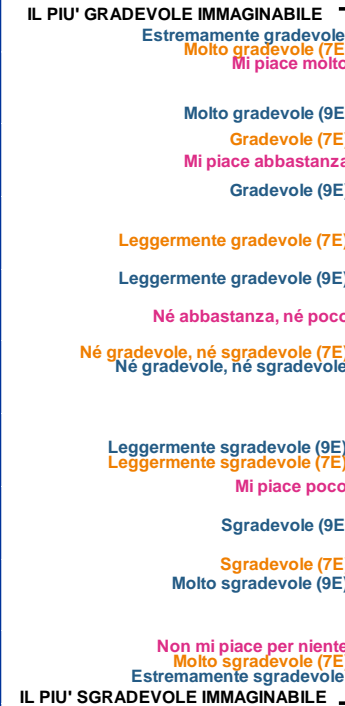 IL PIU' GRADEVOLE IMMAGINABILE
Estremamente gradevole
Molto gradevole (7E)
Mi piace molto
Molto gradevole (9E
Gradevole (7E)
Mi piace abbastanza
Gradevole (9E)
Leggermente gradevole (7E)
Leggermente gradevole (9E)
Né abbastanza, né poco
Né gradevole, né sgradevole (7E)
Né gradevole, né sgradevole
Leggermente sgradevole (9E)
Leggermente sgradevole (7E)
Mi piace poco
Sgradevole (9E
Sgradevole (7E
Molto sgradevole (9E)
Non mi piace per niente
Molto sgradevole (7E)
Estremamente sgradevole
IL PIU' SGRADEVOLE IMMAGINABILE